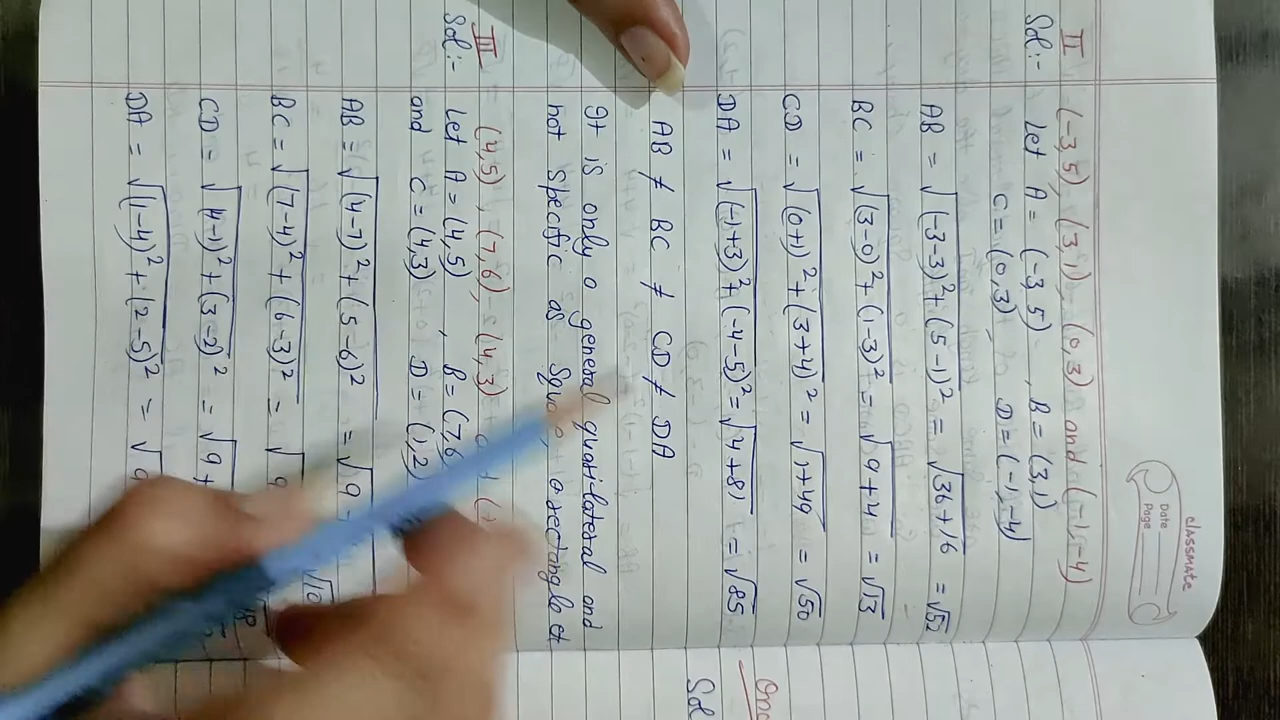 classmate
Date
Page
II (-3,5), (3,1), (0,3) and (-1,-4)
Sol:- Let A = (-3,5), B = (3,1)
C = (0,3), D = (-1,-4)
AB = √(-3-3)² + (5-1)² = √36+16 = √52
BC = √(3-0)² + (1-3)² = √9+4 = √13
CD = √(0+1)² + (3+4)² = √1+49 = √50
DA = √(-1+3)² + (-4-5)² = √4+81 = √85
AB ≠ BC ≠ CD ≠ DA
It is only a general quarilateral and
not specific as rectangle et
III (4,5), (7,6), (4,3)
Sol:- Let A = (4,5), B = (7,6
and C = (4,3) D = (1,2)
AB = √(4-7)² + (5-6)² = √9 √10
BC = √(7-4)² + (6-3)² = √9 √18
CD = √(4-1)² + (3-2)² = √9+
DA = √(1-4)² + (2-5)² = √9
Sol